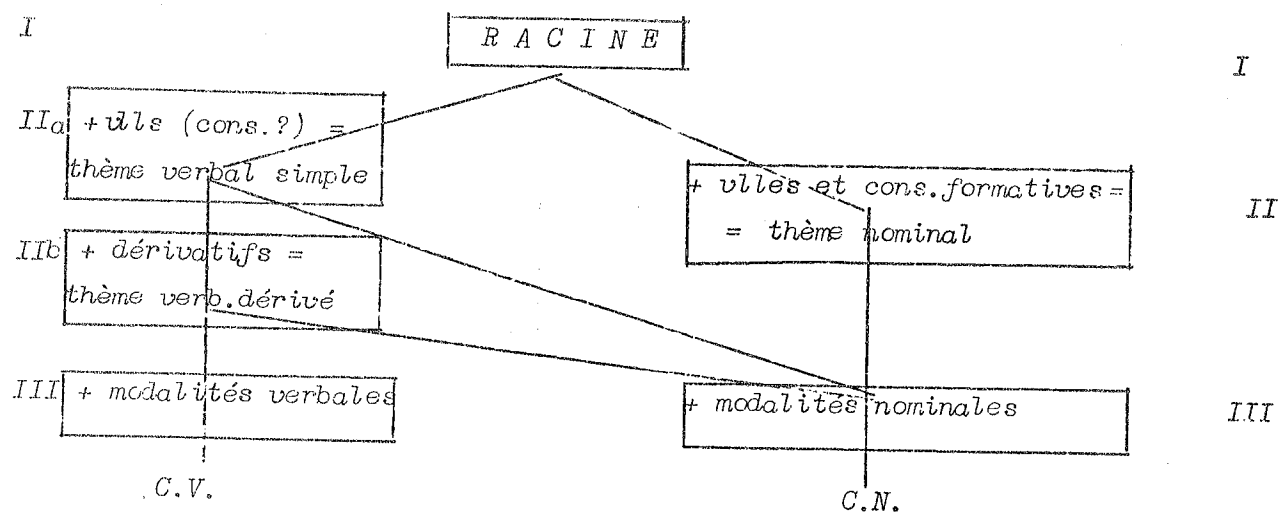 I
R A C I N E
I
IIa +vlls (cons.?) =
thème verbal simple
+ vlles et cons.formatives =
= thème nominal
II
IIb + dérivatifs =
thème verb.dérivé
III + modalités verbales
+ modalités nominales
III
C.V.
C.N.